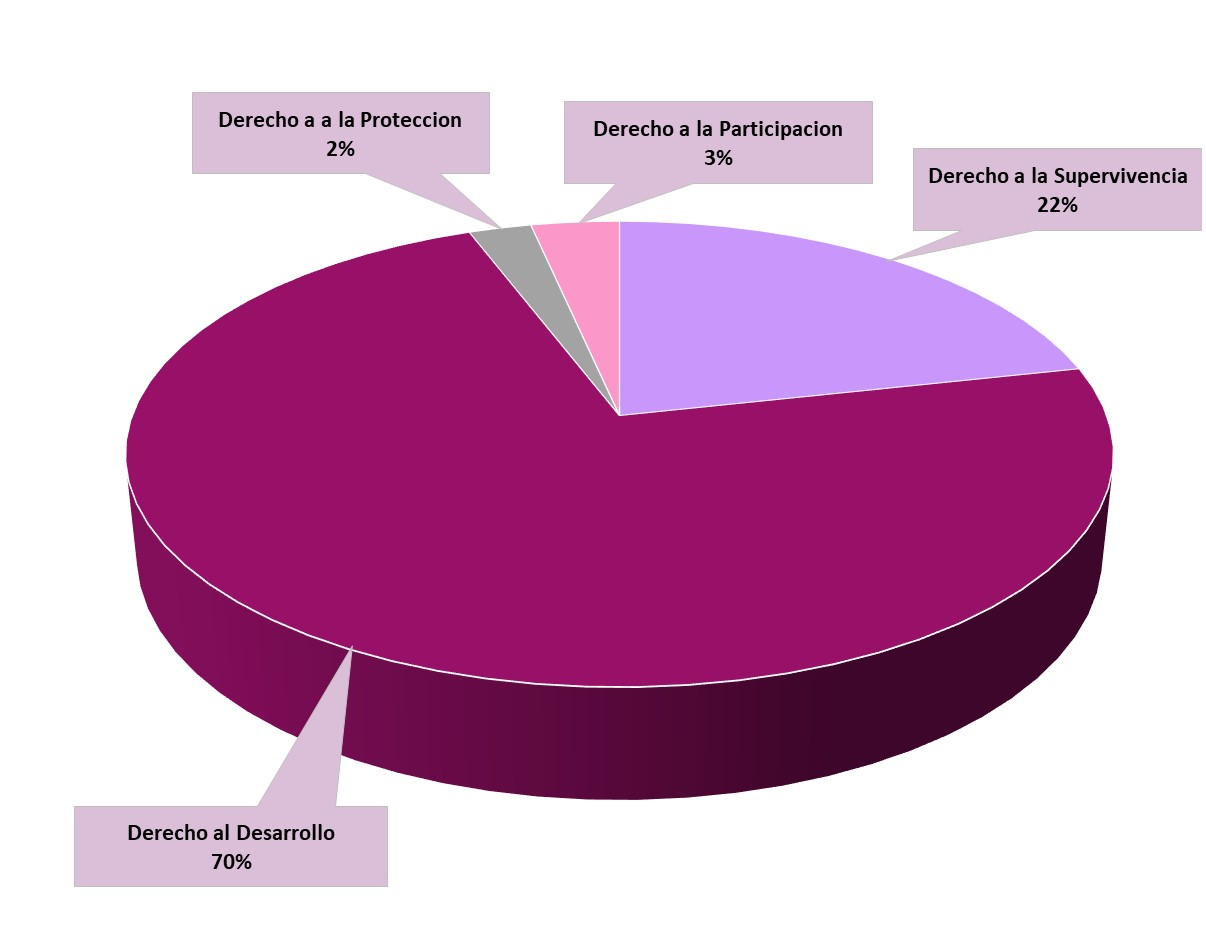 Derecho a a la Proteccion
2%
Derecho a la Participacion
3%
Derecho a la Supervivencia
22%
Derecho al Desarrollo
70%